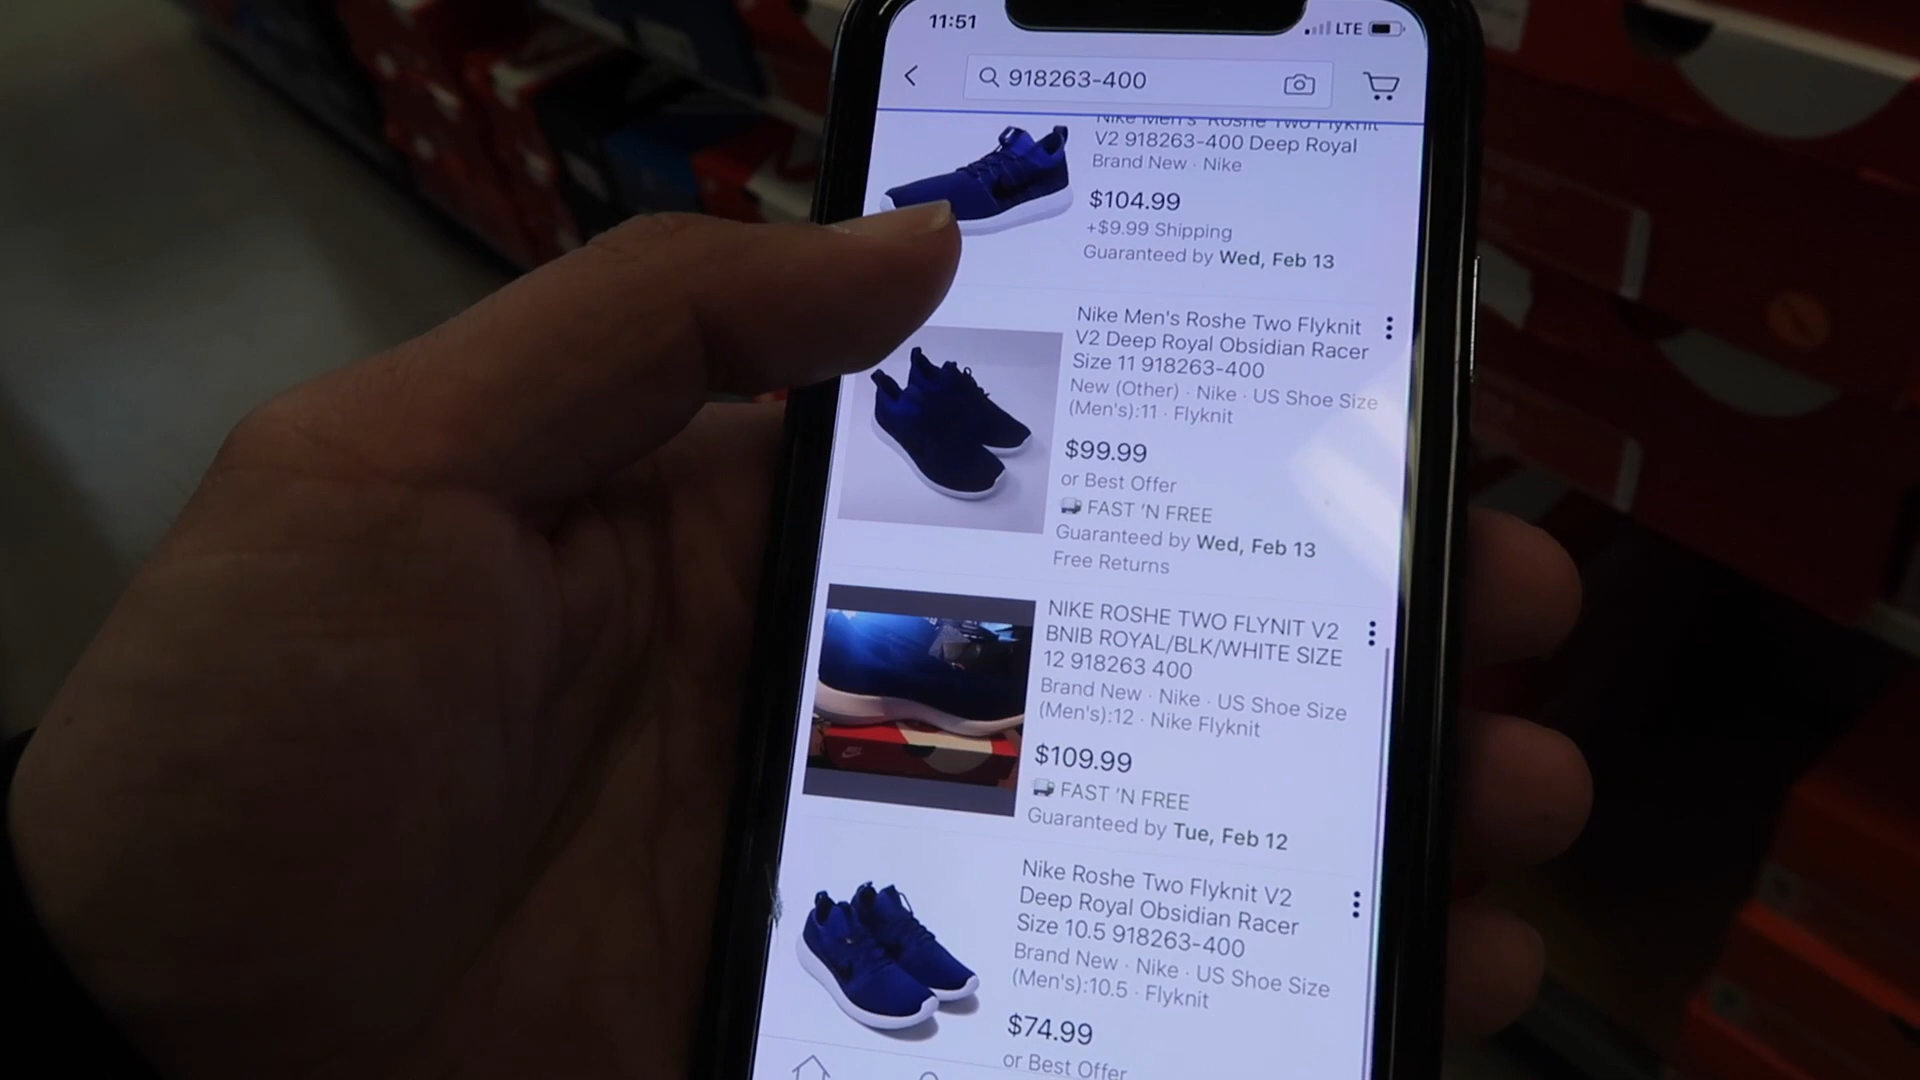 11:51
LTE
918263-400
Nike Men's Roshe Two Flyknit
V2 918263-400 Deep Royal
Brand New · Nike
$104.99
+$9.99 Shipping
Guaranteed by Wed, Feb 13
Nike Men's Roshe Two Flyknit
V2 Deep Royal Obsidian Racer
Size 11 918263-400
New (Other) · Nike · US Shoe Size
(Men's):11 · Flyknit
$99.99
or Best Offer
FAST 'N FREE
Guaranteed by Wed, Feb 13
Free Returns
NIKE ROSHE TWO FLYNIT V2
BNIB ROYAL/BLK/WHITE SIZE
12 918263 400
Brand New · Nike · US Shoe Size
(Men's):12 · Nike Flyknit
$109.99
FAST 'N FREE
Guaranteed by Tue, Feb 12
Nike Roshe Two Flyknit V2
Deep Royal Obsidian Racer
Size 10.5 918263-400
Brand New · Nike · US Shoe Size
(Men's):10.5 · Flyknit
$74.99
or Best Offer